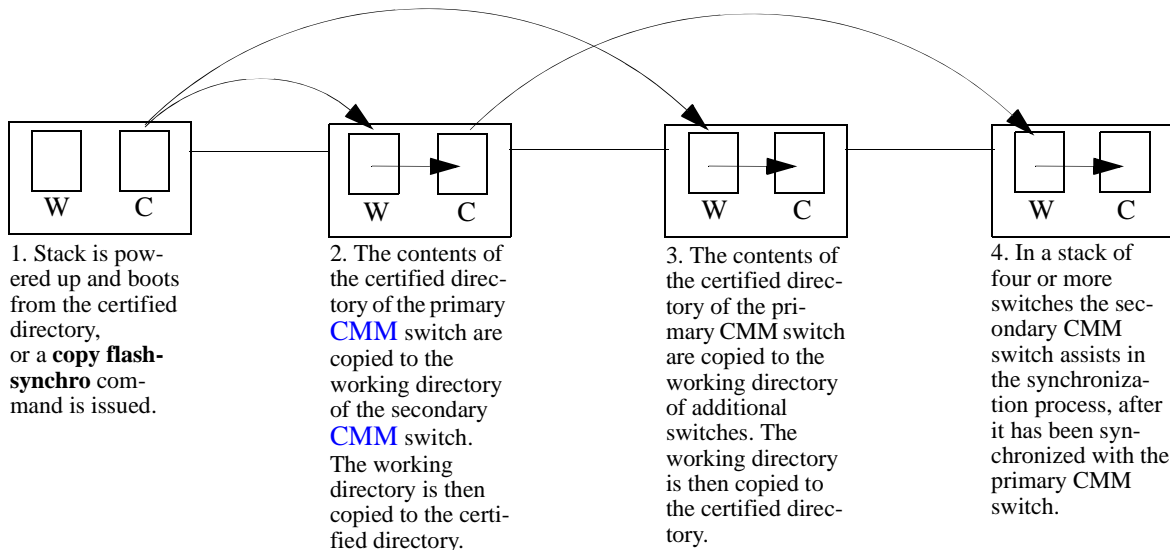 W C
W C
W C
W C
1. Stack is pow-
ered up and boots
from the certified
directory,
or a copy flash-
synchro com-
mand is issued.
2. The contents of
the certified direc-
tory of the primary
CMM switch are
copied to the
working directory
of the secondary
CMM switch.
The working
directory is then
copied to the certi-
fied directory.
3. The contents of
the certified direc-
tory of the pri-
mary CMM switch
are copied to the
working directory
of additional
switches. The
working directory
is then copied to
the certified direc-
tory.
4. In a stack of
four or more
switches the sec-
ondary CMM
switch assists in
the synchroniza-
tion process, after
it has been syn-
chronized with the
primary CMM
switch.